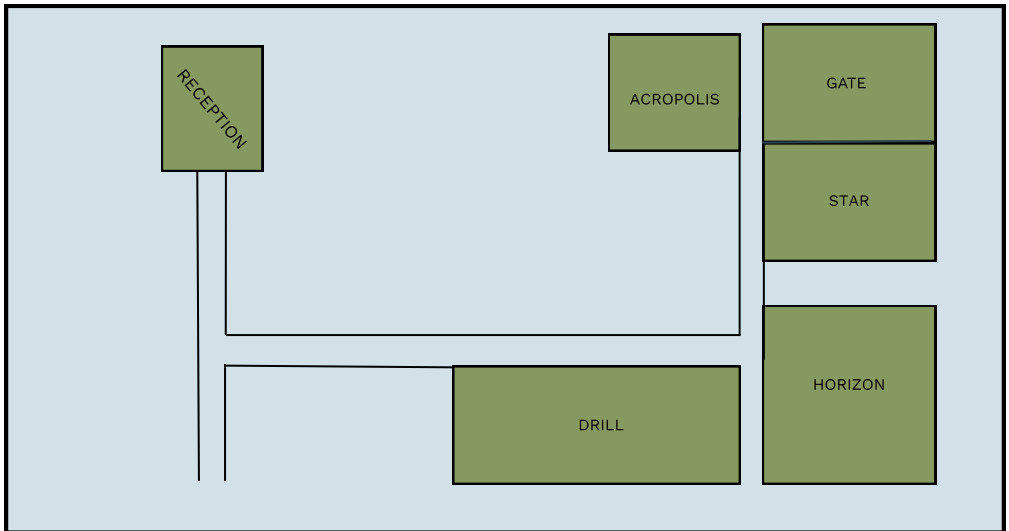 RECEPTION
ACROPOLIS
GATE
STAR
HORIZON
DRILL